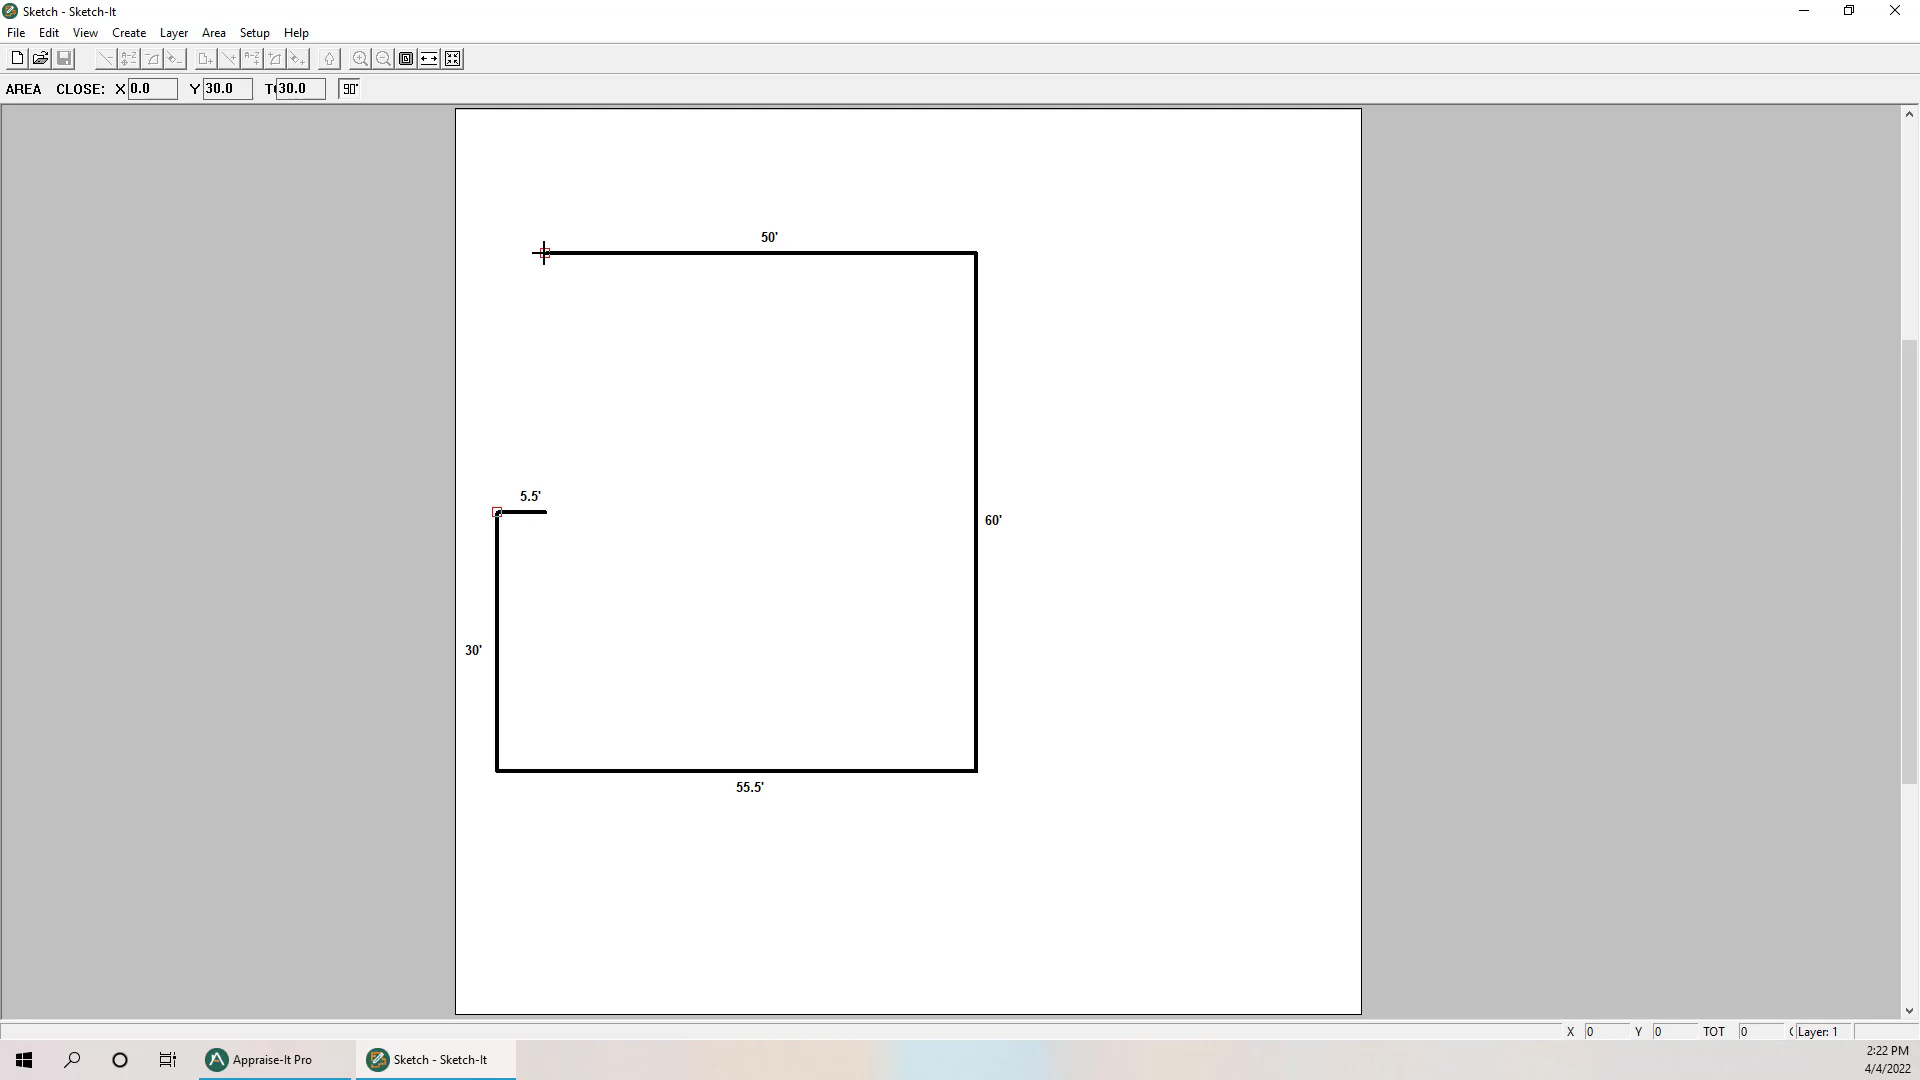 Sketch - Sketch-It
File Edit View Create Layer Area Setup Help
AREA CLOSE: X 0.0 Y 30.0 T 30.0 90°
50'
5.5'
60'
30'
55.5'
X 0 Y 0 TOT 0 Layer: 1
Appraise-It Pro
Sketch - Sketch-It
2:22 PM
4/4/2022